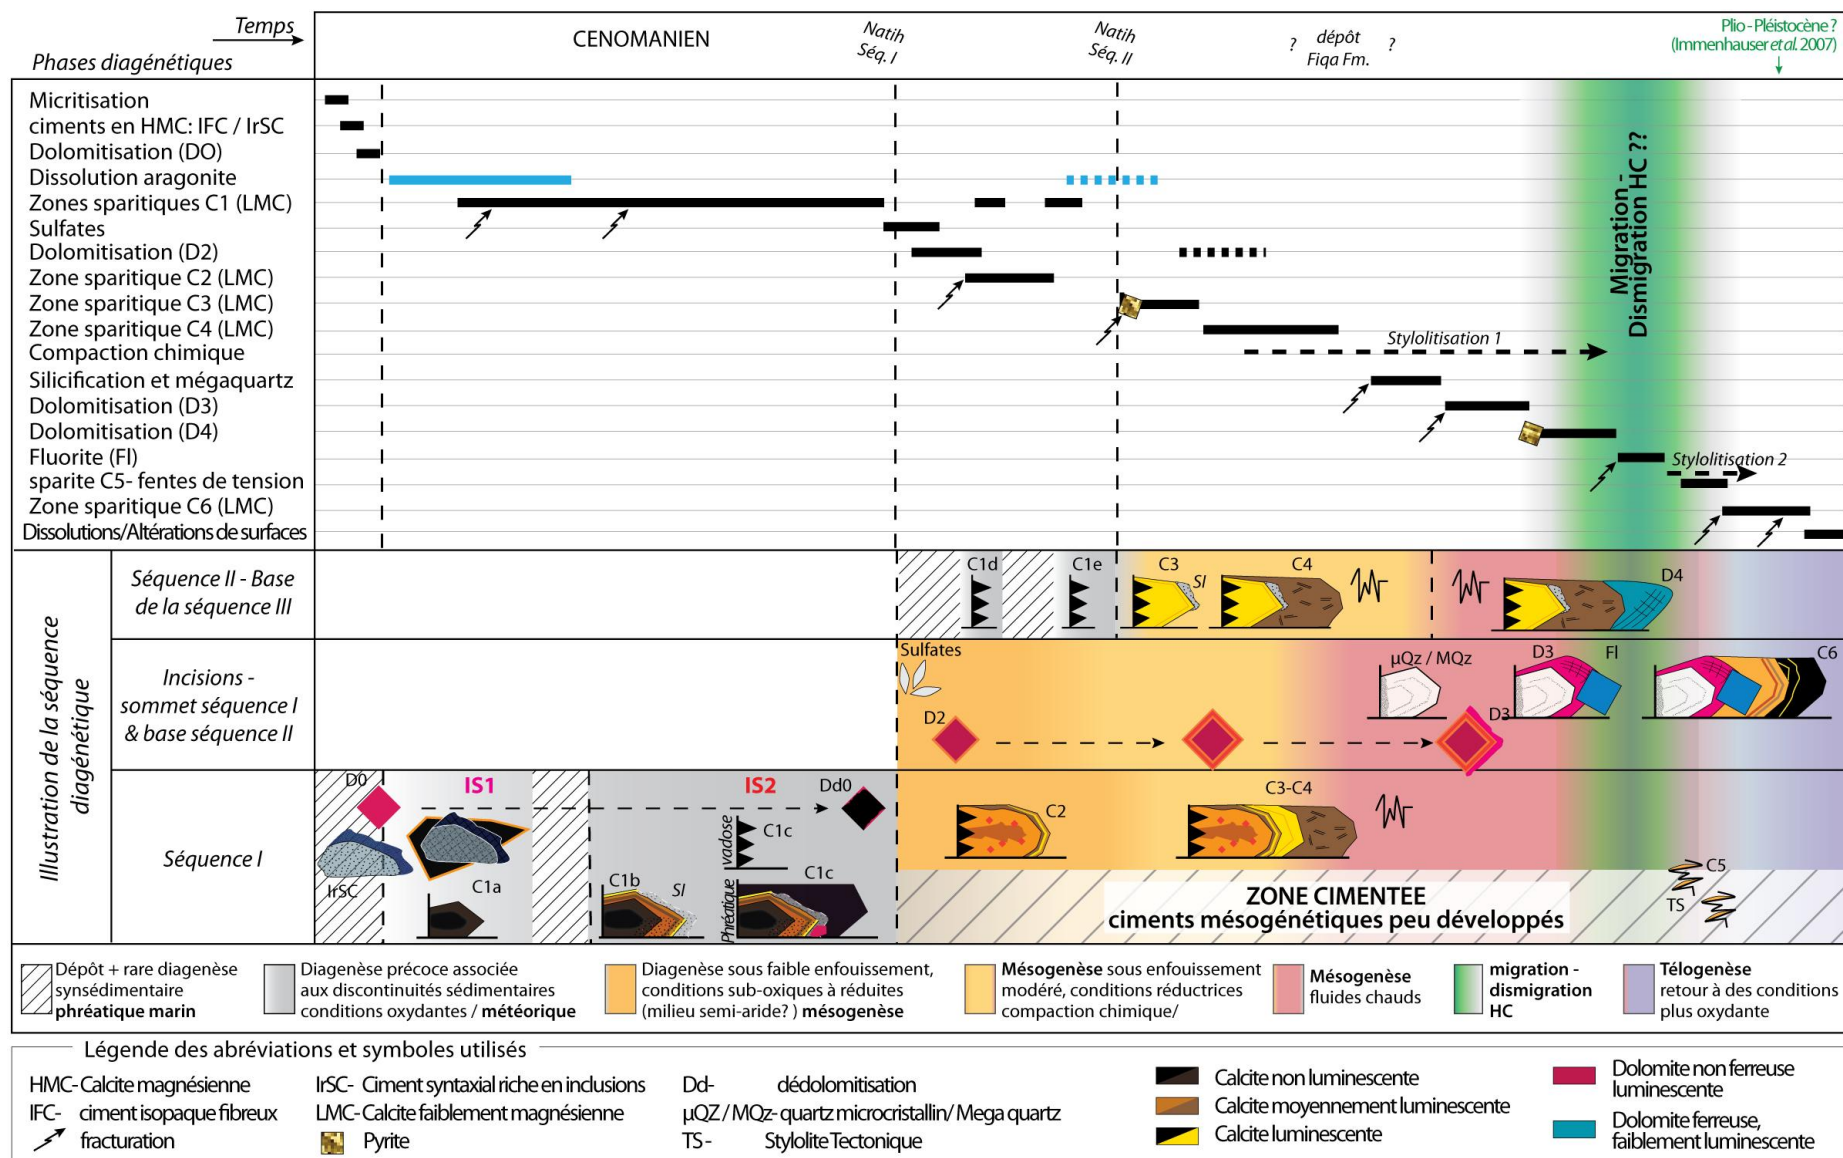 Temps
Phases diagénétiques
CENOMANIEN
Natih
Séq. I
Natih
Séq. II
? dépôt ?
Fiqa Fm.
Plio - Pléistocène ?
(Immenhauser et al. 2007)
Micritisation
ciments en HMC: IFC / IrSC
Dolomitisation (DO)
Dissolution aragonite
Zones sparitiques C1 (LMC)
Sulfates
Dolomitisation (D2)
Zone sparitique C2 (LMC)
Zone sparitique C3 (LMC)
Zone sparitique C4 (LMC)
Compaction chimique
Silicification et mégaquartz
Dolomitisation (D3)
Dolomitisation (D4)
Fluorite (Fl)
sparite C5- fentes de tension
Zone sparitique C6 (LMC)
Dissolutions/Altérations de surfaces
Stylolitisation 1
Stylolitisation 2
Migration -
Dismigration HC ??
Illustration de la séquence
diagénétique
Séquence II - Base
de la séquence III
C1d
C1e
C3
SI
C4
D4
Incisions -
sommet séquence I
& base séquence II
Sulfates
D2
µQz / MQz
D3
D3
Fl
C6
Séquence I
D0
IrSC
IS1
C1a
IS2
Dd0
C1b
SI
vadose
C1c
Phréatique
C1c
C2
C3-C4
C5
TS
ZONE CIMENTEE
ciments mésogénétiques peu développés
Dépôt + rare diagenèse
synsédimentaire
phréatique marin
Diagenèse précoce associée
aux discontinuités sédimentaires
conditions oxydantes / météorique
Diagenèse sous faible enfouissement,
conditions sub-oxiques à réduites
(milieu semi-aride? ) mésogenèse
Mésogenèse sous enfouissement
modéré, conditions réductrices
compaction chimique/
Mésogenèse
fluides chauds
migration -
dismigration
HC
Télogenèse
retour à des conditions
plus oxydante
Légende des abréviations et symboles utilisés
HMC- Calcite magnésienne
IFC- ciment isopaque fibreux
fracturation
IrSC- Ciment syntaxial riche en inclusions
LMC- Calcite faiblement magnésienne
Pyrite
Dd- dédolomitisation
µQZ / MQz- quartz microcristallin/ Mega quartz
TS- Stylolite Tectonique
Calcite non luminescente
Calcite moyennement luminescente
Calcite luminescente
Dolomite non ferreuse
luminescente
Dolomite ferreuse,
faiblement luminescente